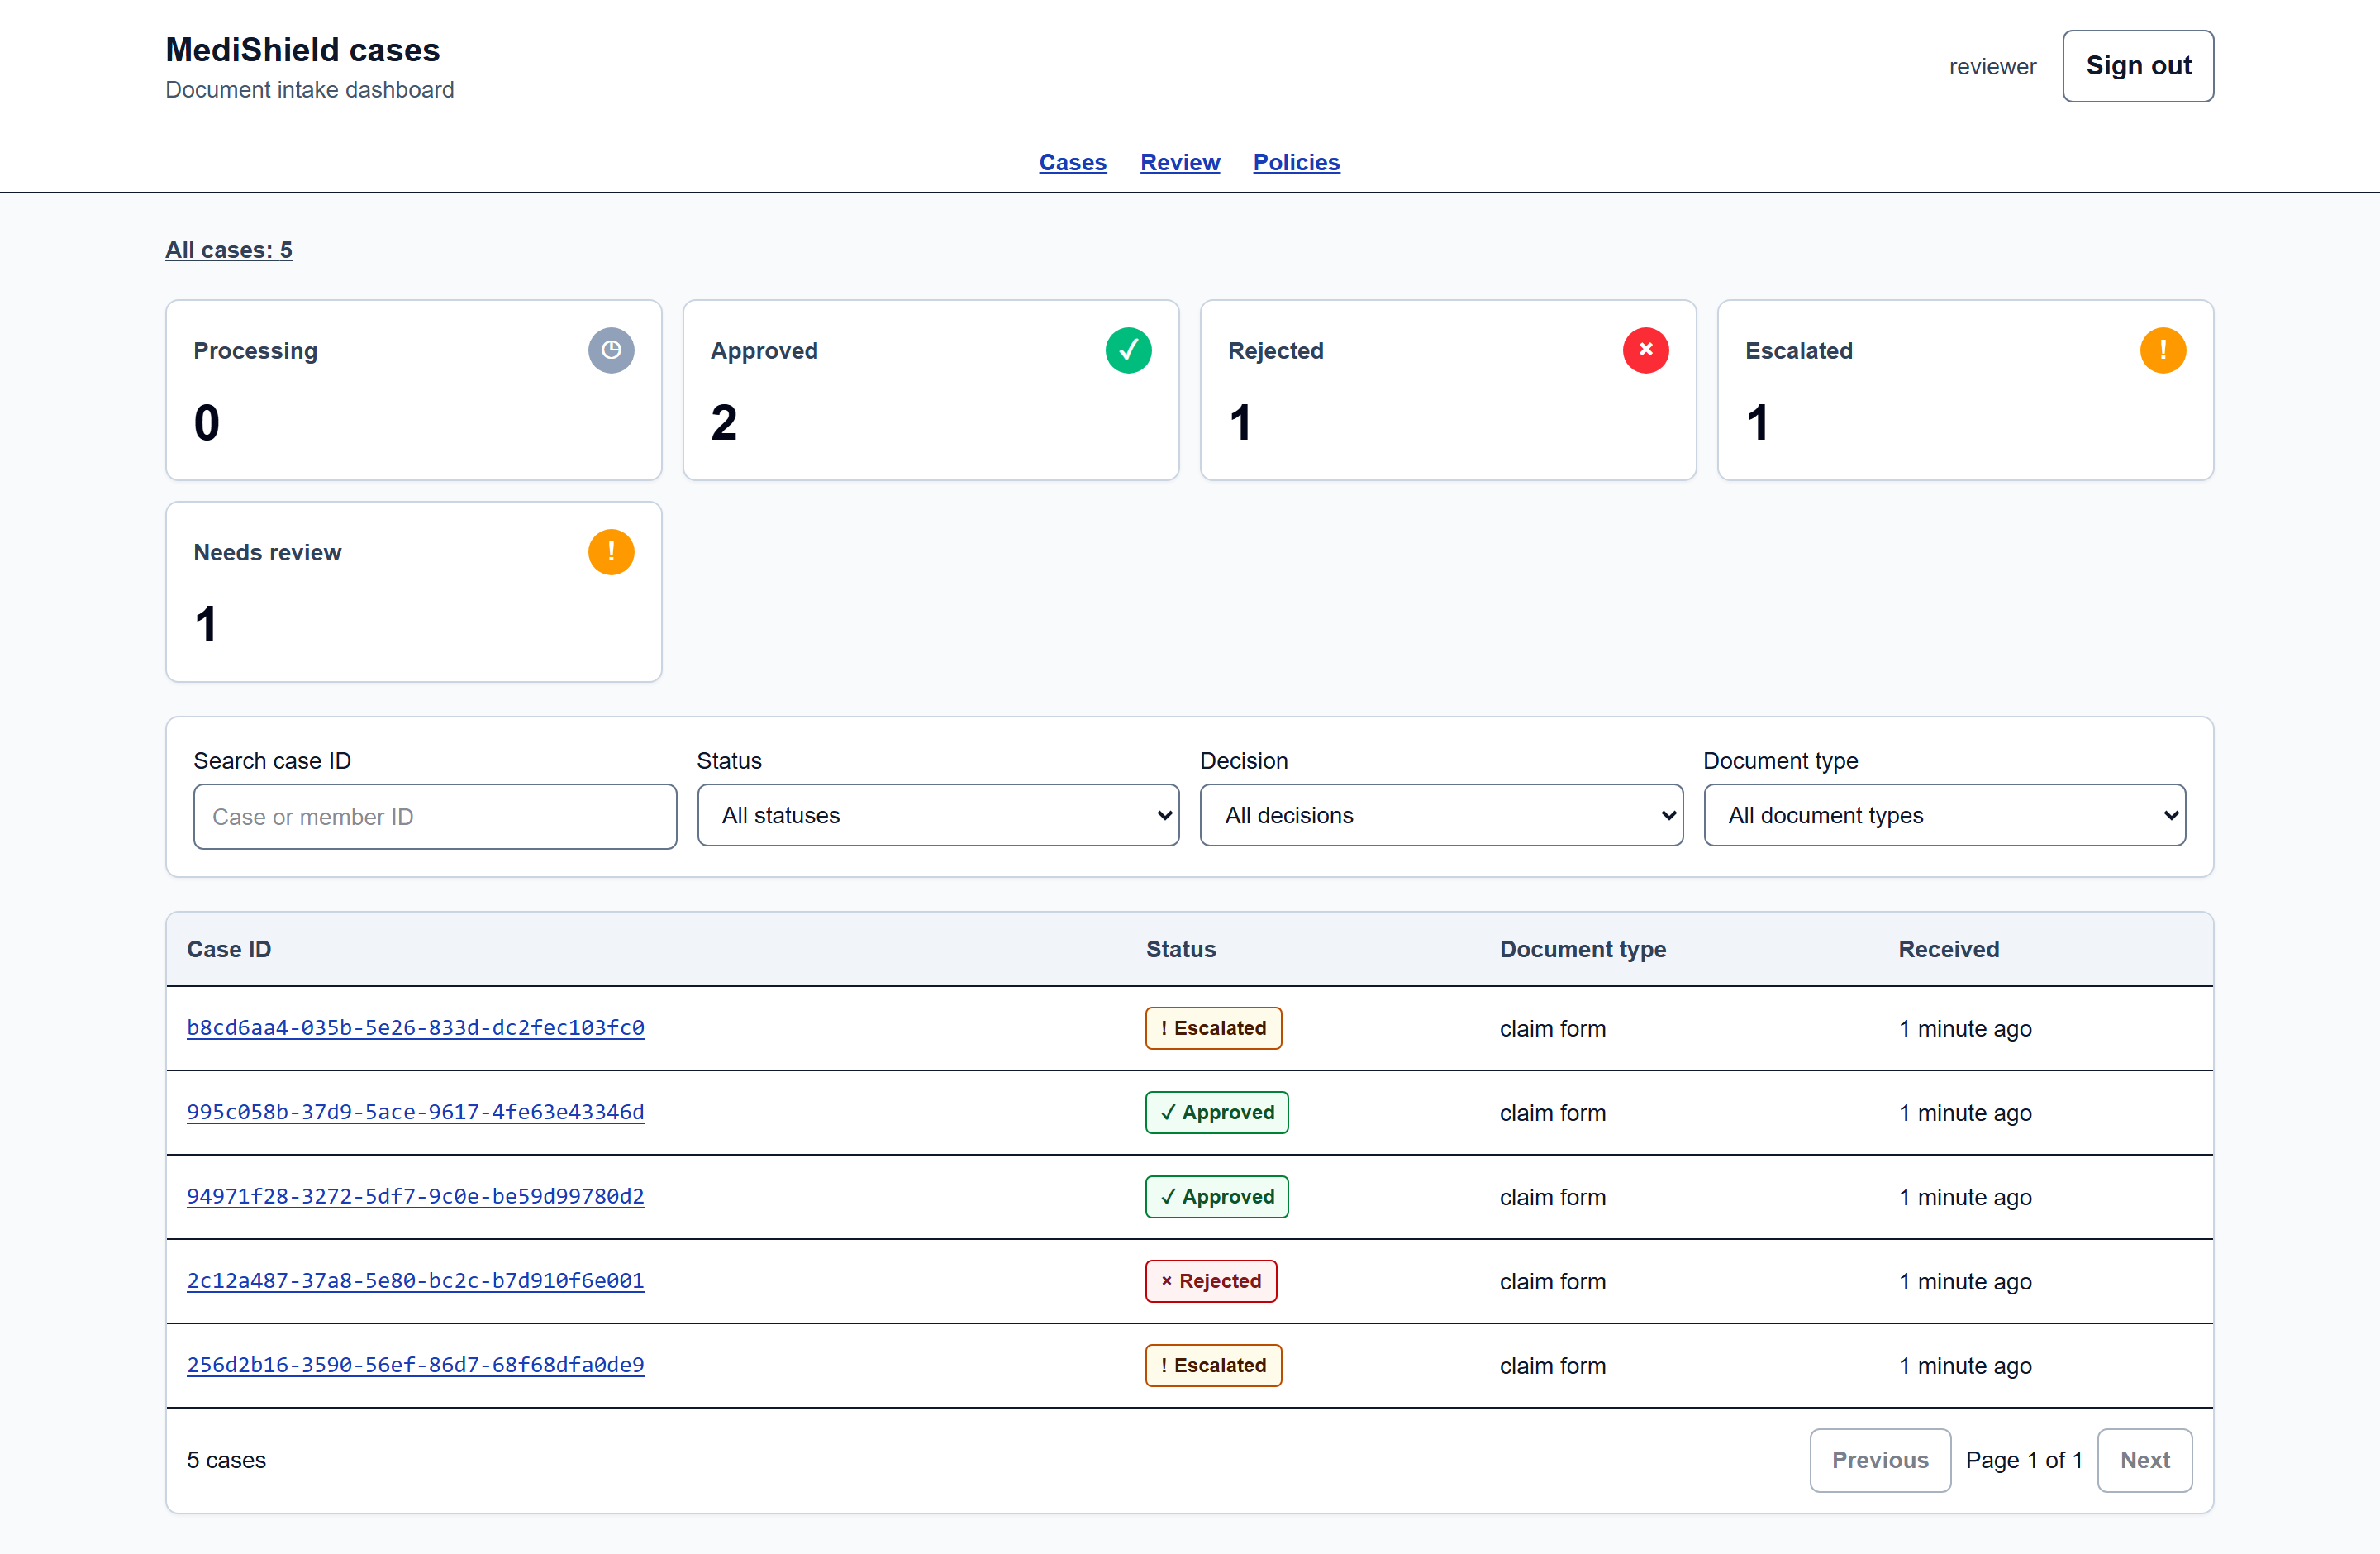 MediShield cases
Document intake dashboard
reviewer
Sign out
Cases Review Policies
All cases: 5
Processing
0
Approved
2
Rejected
1
Escalated
1
Needs review
1
Search case ID
Case or member ID
Status
All statuses
Decision
All decisions
Document type
All document types
Case ID Status Document type Received
b8cd6aa4-035b-5e26-833d-dc2fec103fc0 ! Escalated claim form 1 minute ago
995c058b-37d9-5ace-9617-4fe63e43346d ✓ Approved claim form 1 minute ago
94971f28-3272-5df7-9c0e-be59d99780d2 ✓ Approved claim form 1 minute ago
2c12a487-37a8-5e80-bc2c-b7d910f6e001 × Rejected claim form 1 minute ago
256d2b16-3590-56ef-86d7-68f68dfa0de9 ! Escalated claim form 1 minute ago
5 cases Previous Page 1 of 1 Next